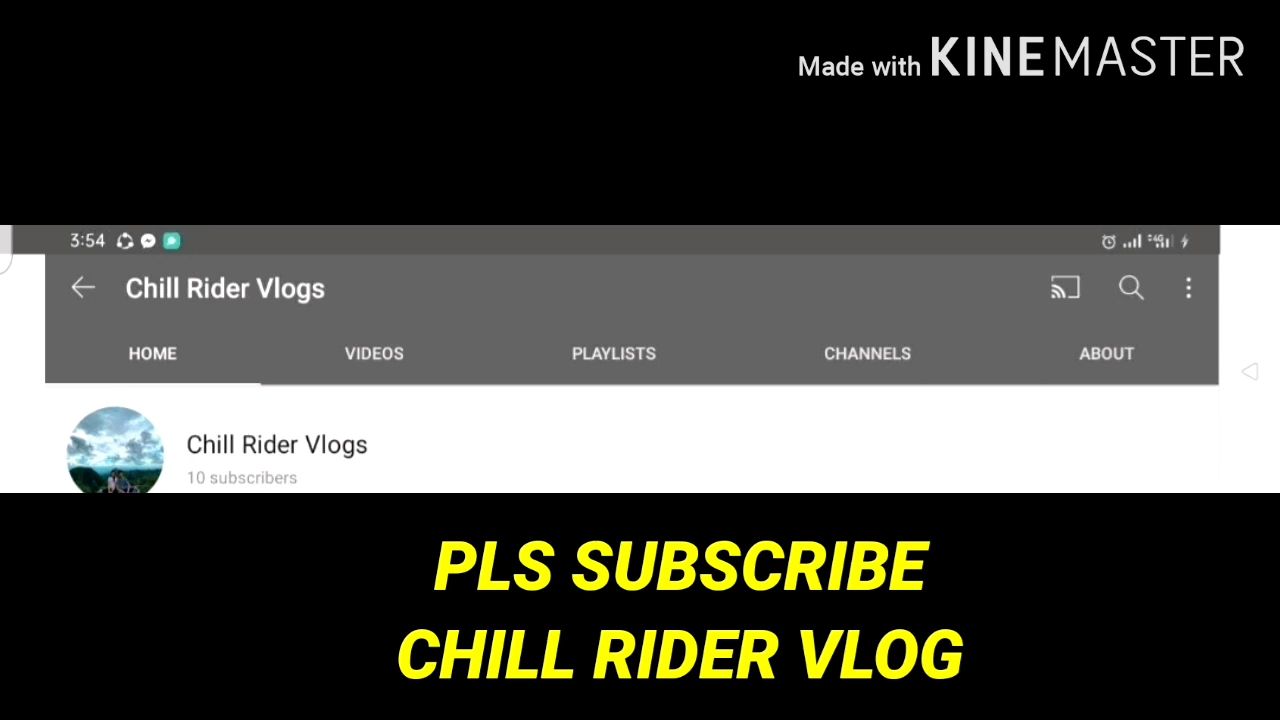 Made with KINEMASTER
3:54
4G
Chill Rider Vlogs
HOME VIDEOS PLAYLISTS CHANNELS ABOUT
Chill Rider Vlogs
10 subscribers
PLS SUBSCRIBE
CHILL RIDER VLOG